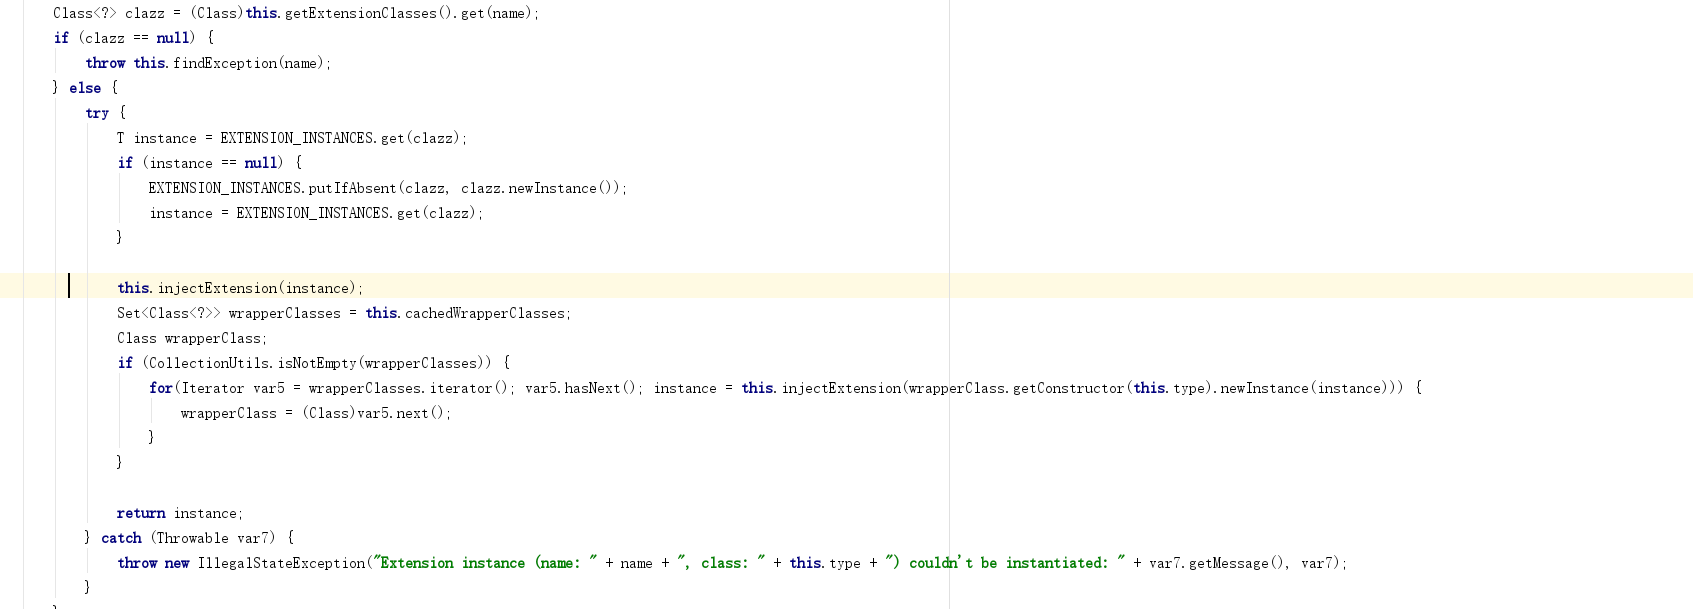 Class<?> clazz = (Class)this.getExtensionClasses().get(name);
if (clazz == null) {
throw this.findException(name);
} else {
try {
T instance = EXTENSION_INSTANCES.get(clazz);
if (instance == null) {
EXTENSION_INSTANCES.putIfAbsent(clazz, clazz.newInstance());
instance = EXTENSION_INSTANCES.get(clazz);
}
this.injectExtension(instance);
Set<Class<?>> wrapperClasses = this.cachedWrapperClasses;
Class wrapperClass;
if (CollectionUtils.isNotEmpty(wrapperClasses)) {
for(Iterator var5 = wrapperClasses.iterator(); var5.hasNext(); instance = this.injectExtension(wrapperClass.getConstructor(this.type).newInstance(instance))) {
wrapperClass = (Class)var5.next();
}
}
return instance;
} catch (Throwable var7) {
throw new IllegalStateException("Extension instance (name: " + name + ", class: " + this.type + ") couldn't be instantiated: " + var7.getMessage(), var7);
}
}